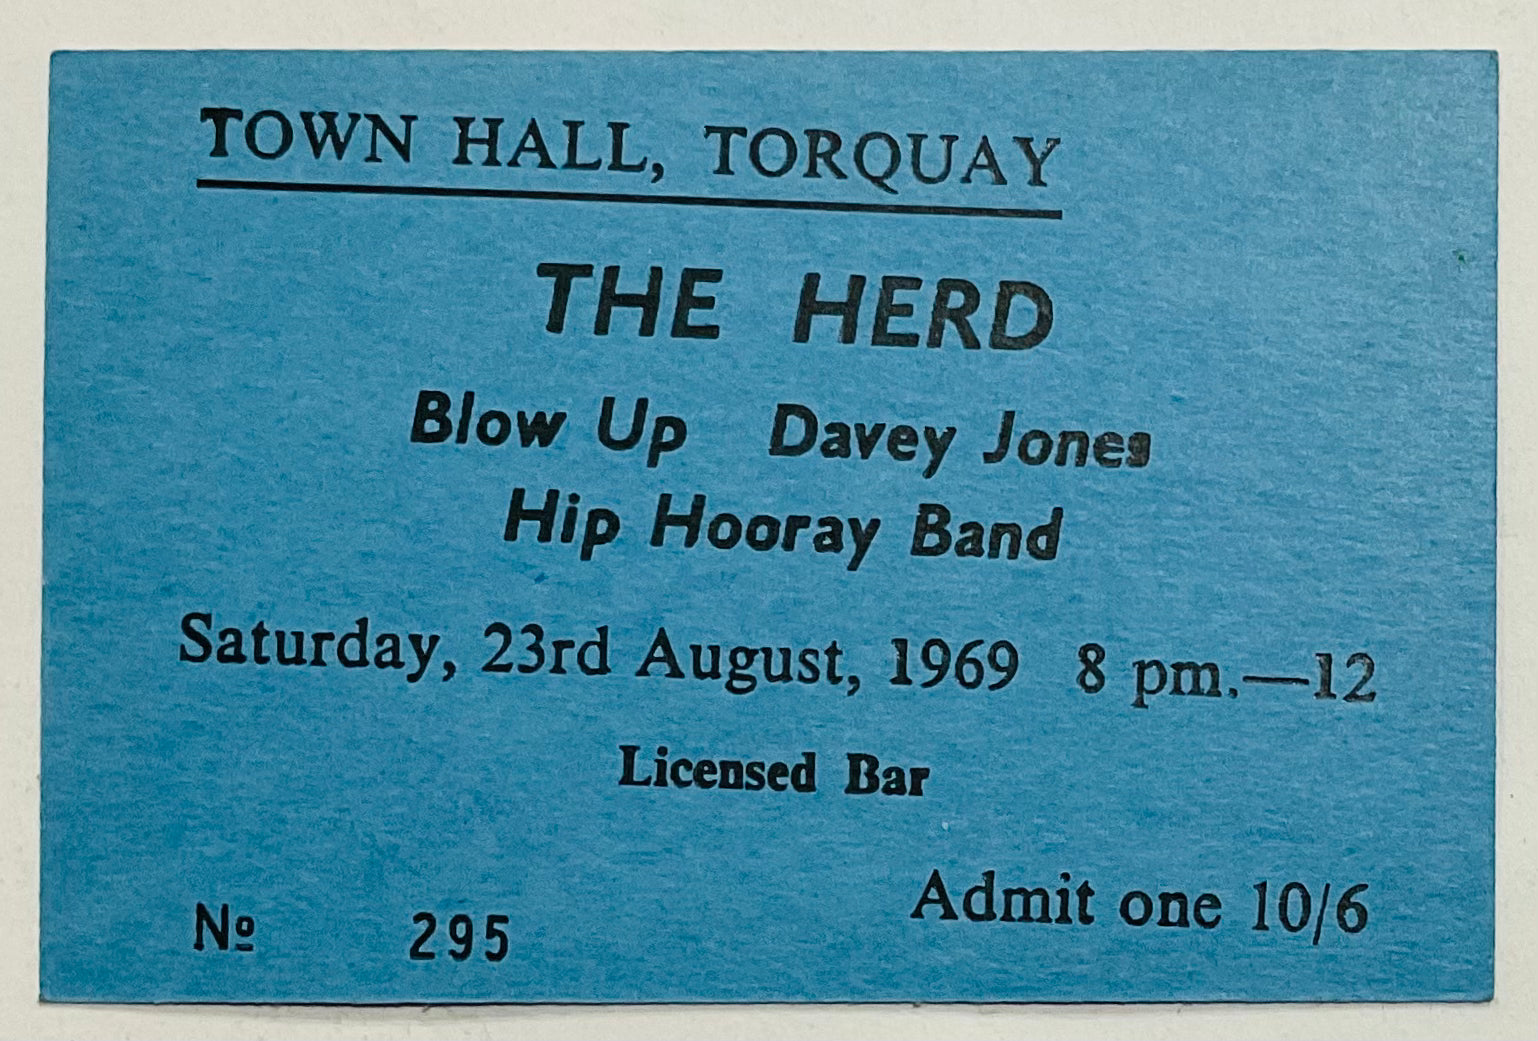 TOWN HALL, TORQUAY
THE HERD
Blow Up Davey Jones
Hip Hooray Band
Saturday, 23rd August, 1969 8 pm.—12
Licensed Bar
Admit one 10/6
Nº 295